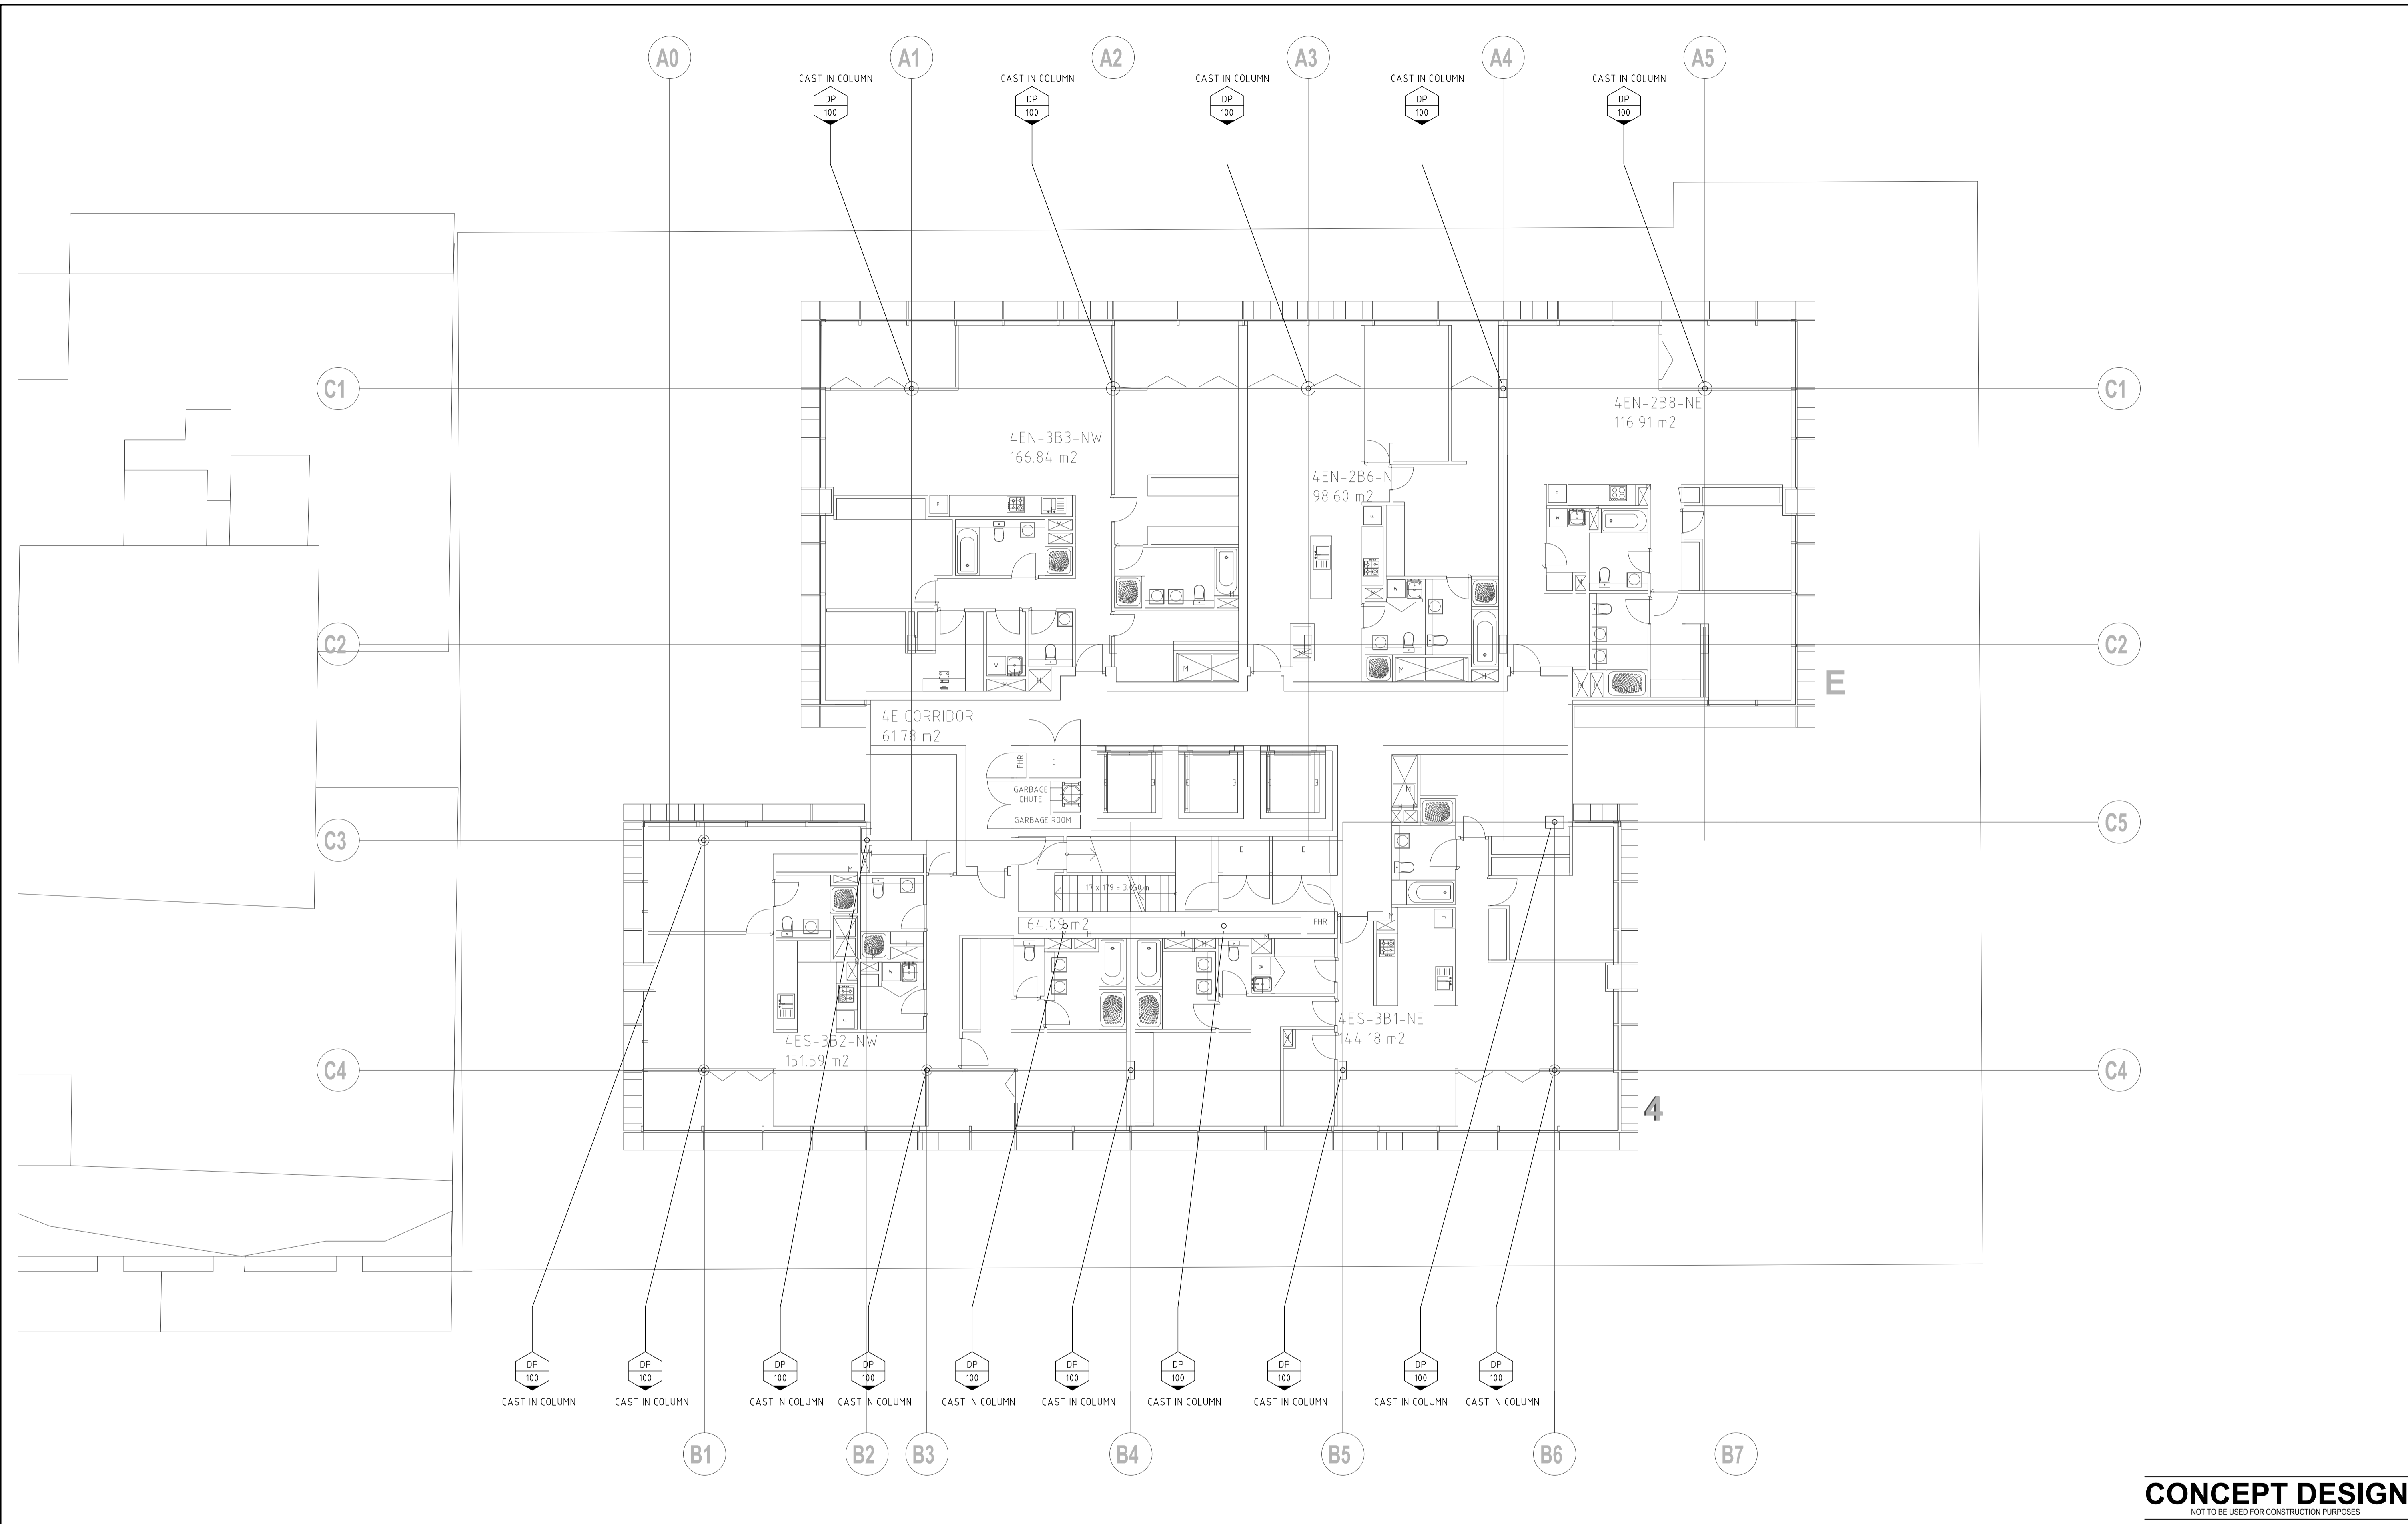 A0
A1
A2
A3
A4
A5
CAST IN COLUMN
DP
100
CAST IN COLUMN
DP
100
CAST IN COLUMN
DP
100
CAST IN COLUMN
DP
100
CAST IN COLUMN
DP
100
C1
C1
4EN-3B3-NW
166.84 m2
4EN-2B6-N
98.60 m2
4EN-2B8-NE
116.91 m2
C2
C2
E
4E CORRIDOR
61.78 m2
FHR
C
GARBAGE
CHUTE
GARBAGE ROOM
C3
C5
E
E
17 x 179 = 3.050 m
64.09 m2
FHR
4ES-3B2-NW
151.59 m2
4ES-3B1-NE
144.18 m2
C4
C4
4
DP
100
CAST IN COLUMN
DP
100
CAST IN COLUMN
DP
100
CAST IN COLUMN
DP
100
CAST IN COLUMN
DP
100
CAST IN COLUMN
DP
100
CAST IN COLUMN
DP
100
CAST IN COLUMN
DP
100
CAST IN COLUMN
DP
100
CAST IN COLUMN
DP
100
CAST IN COLUMN
B1
B2
B3
B4
B5
B6
B7
CONCEPT DESIGN
NOT TO BE USED FOR CONSTRUCTION PURPOSES